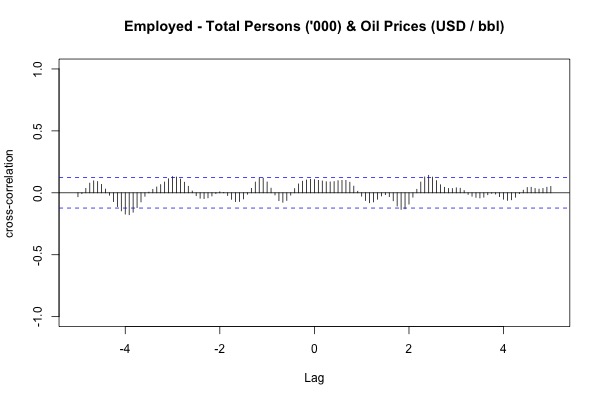 Employed - Total Persons ('000) & Oil Prices (USD / bbl)
1.0
0.5
0.0
-0.5
-1.0
cross-correlation
-4 -2 0 2 4
Lag